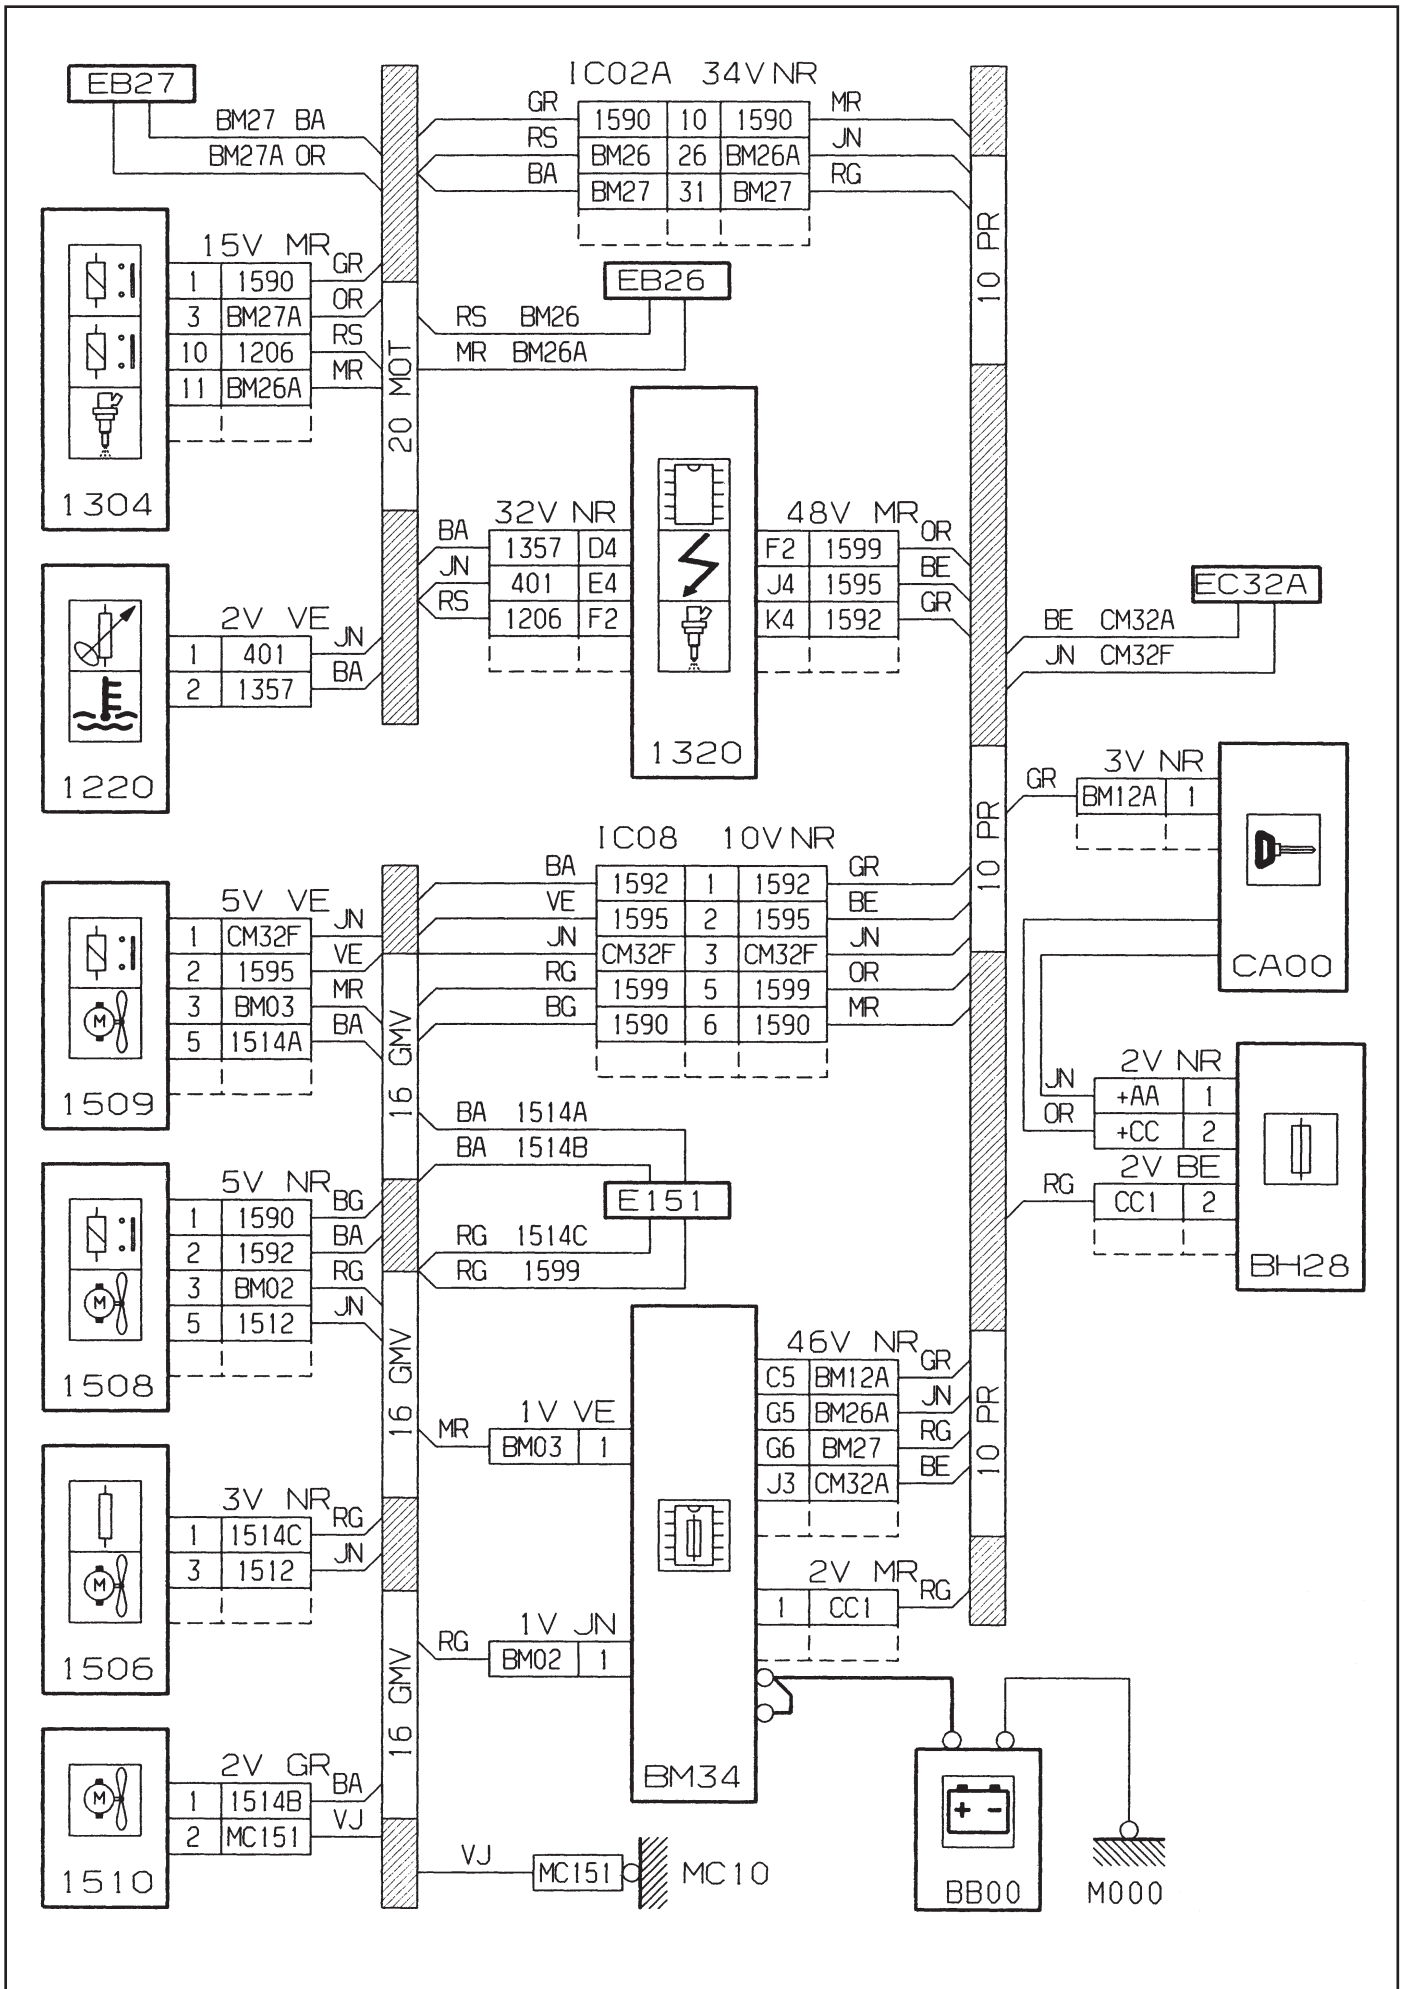 EB27
BM27 BA
BM27A OR
IC02A 34V NR
GR 1590 10 1590 MR
RS BM26 26 BM26A JN
BA BM27 31 BM27 RG
10 PR
15V MR
1 1590 GR
3 BM27A OR
10 1206 RS
11 BM26A MR
1304
EB26
RS BM26
MR BM26A
20 MOT
32V NR
BA 1357 D4
JN 401 E4
RS 1206 F2
48V MR
F2 1599 OR
J4 1595 BE
K4 1592 GR
1320
EC32A
BE CM32A
JN CM32F
2V VE
1 401 JN
2 1357 BA
1220
3V NR
GR BM12A 1
CA00
10 PR
IC08 10V NR
BA 1592 1 1592 GR
VE 1595 2 1595 BE
JN CM32F 3 CM32F JN
RG 1599 5 1599 OR
BG 1590 6 1590 MR
5V VE
1 CM32F JN
2 1595 VE
3 BM03 MR
5 1514A BA
1509
16 GMV
2V NR
JN +AA 1
OR +CC 2
2V BE
RG CC1 2
BH28
BA 1514A
BA 1514B
E151
RG 1514C
RG 1599
5V NR
1 1590 BG
2 1592 BA
3 BM02 RG
5 1512 JN
1508
16 GMV
1V VE
MR BM03 1
46V NR
C5 BM12A GR
G5 BM26A JN
G6 BM27 RG
J3 CM32A BE
10 PR
3V NR
1 1514C RG
3 1512 JN
1506
2V MR
1 CC1 RG
1V JN
RG BM02 1
16 GMV
BM34
2V GR
1 1514B BA
2 MC151 VJ
1510
VJ MC151 MC10
+ -
BB00
M000
M
M
M
M